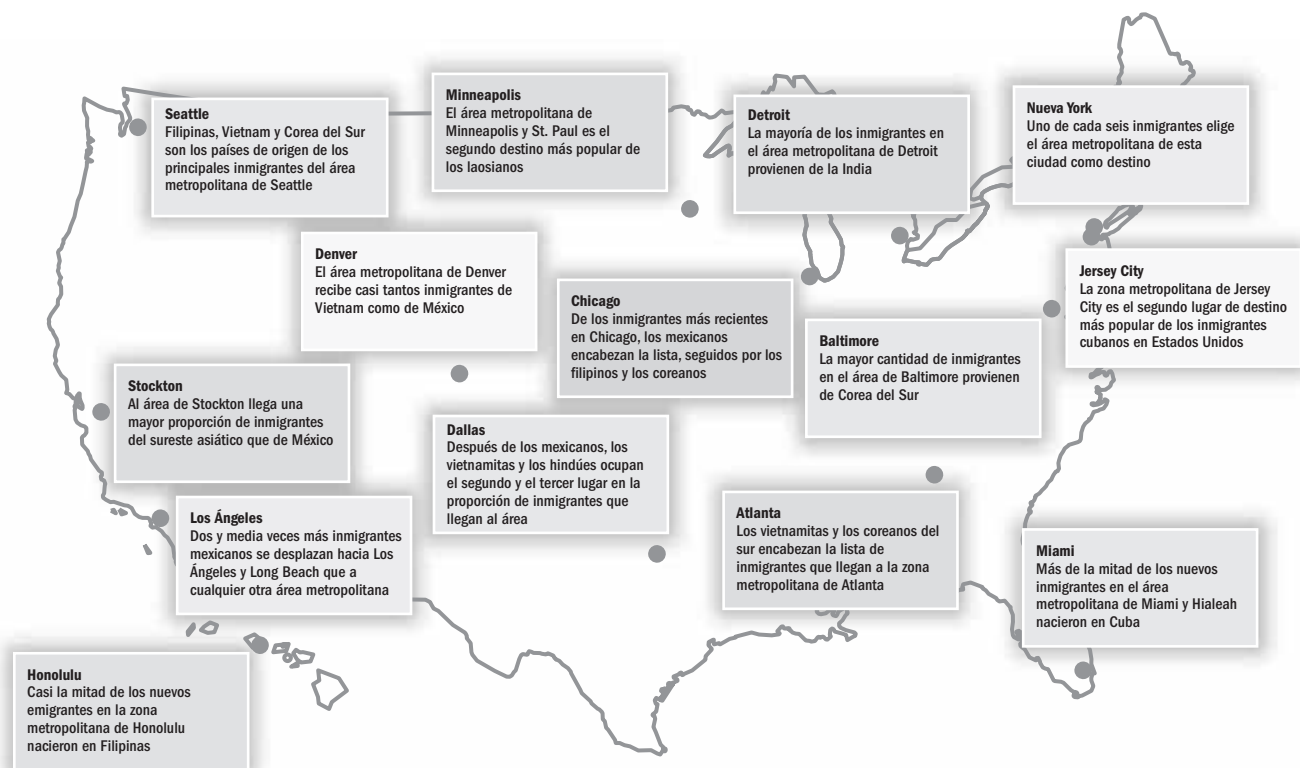 Seattle
Filipinas, Vietnam y Corea del Sur
son los países de origen de los
principales inmigrantes del área
metropolitana de Seattle
Minneapolis
El área metropolitana de
Minneapolis y St. Paul es el
segundo destino más popular de
los laosianos
Detroit
La mayoría de los inmigrantes en
el área metropolitana de Detroit
provienen de la India
Nueva York
Uno de cada seis inmigrantes elige
el área metropolitana de esta
ciudad como destino
Denver
El área metropolitana de Denver
recibe casi tantos inmigrantes de
Vietnam como de México
Chicago
De los inmigrantes más recientes
en Chicago, los mexicanos
encabezan la lista, seguidos por los
filipinos y los coreanos
Baltimore
La mayor cantidad de inmigrantes
en el área de Baltimore provienen
de Corea del Sur
Jersey City
La zona metropolitana de Jersey
City es el segundo lugar de destino
más popular de los inmigrantes
cubanos en Estados Unidos
Stockton
Al área de Stockton llega una
mayor proporción de inmigrantes
del sureste asiático que de México
Dallas
Después de los mexicanos, los
vietnamitas y los hindúes ocupan
el segundo y el tercer lugar en la
proporción de inmigrantes que
llegan al área
Los Ángeles
Dos y media veces más inmigrantes
mexicanos se desplazan hacia Los
Ángeles y Long Beach que a
cualquier otra área metropolitana
Atlanta
Los vietnamitas y los coreanos del
sur encabezan la lista de
inmigrantes que llegan a la zona
metropolitana de Atlanta
Miami
Más de la mitad de los nuevos
inmigrantes en el área
metropolitana de Miami y Hialeah
nacieron en Cuba
Honolulu
Casi la mitad de los nuevos
emigrantes en la zona
metropolitana de Honolulu
nacieron en Filipinas